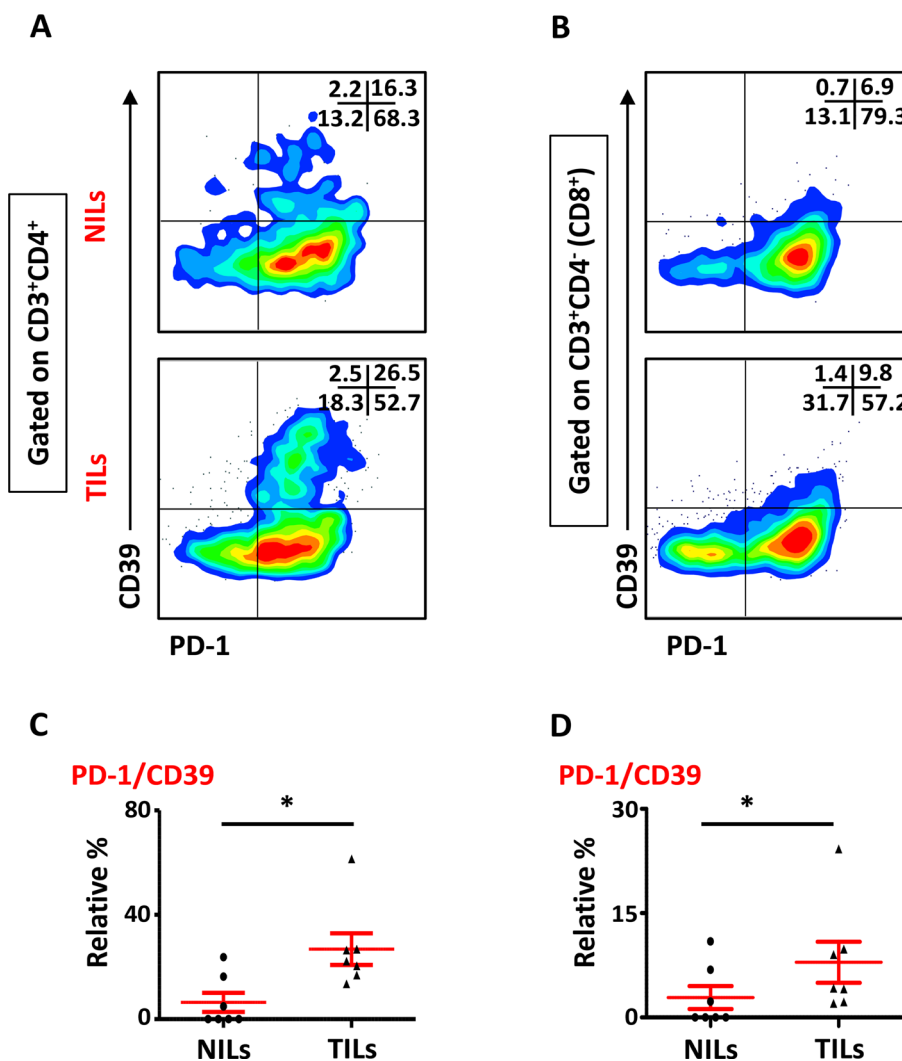 A
B
Gated on CD3⁺CD4⁺
NILs
TILs
CD39
2.2 16.3
13.2 68.3
2.5 26.5
18.3 52.7
PD-1
Gated on CD3⁺CD4⁻ (CD8⁺)
CD39
0.7 6.9
13.1 79.3
1.4 9.8
31.7 57.2
PD-1
C
PD-1/CD39
Relative %
80
40
0
*
NILs TILs
D
PD-1/CD39
Relative %
30
15
0
*
NILs TILs